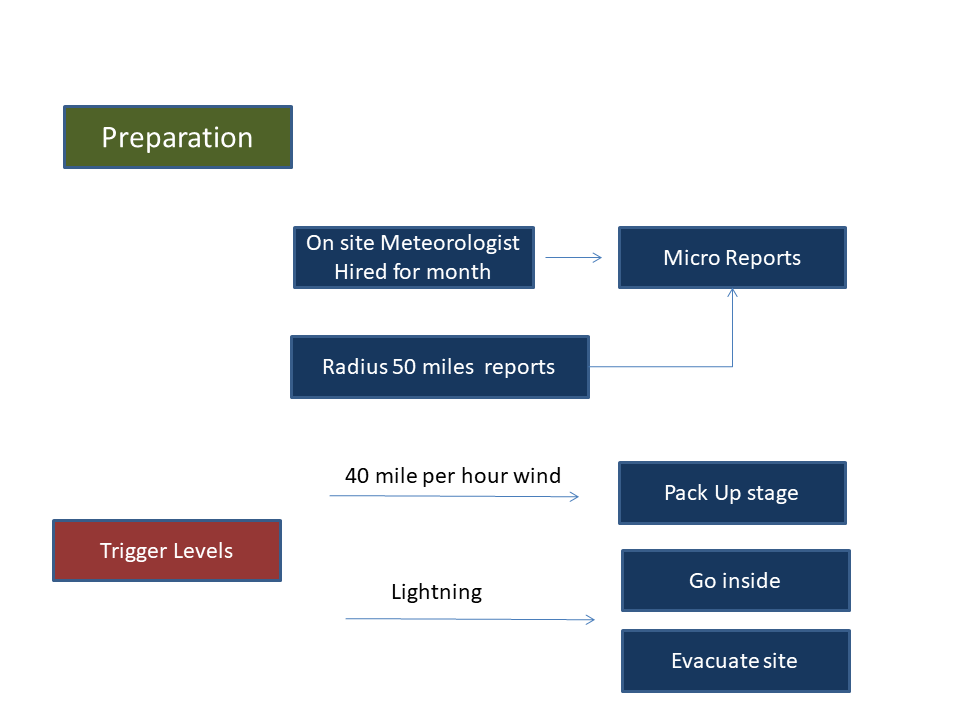 Preparation
On site Meteorologist
Hired for month
Micro Reports
Radius 50 miles  reports
40 mile per hour wind
Pack Up stage
Trigger Levels
Go inside
Lightning
Evacuate site